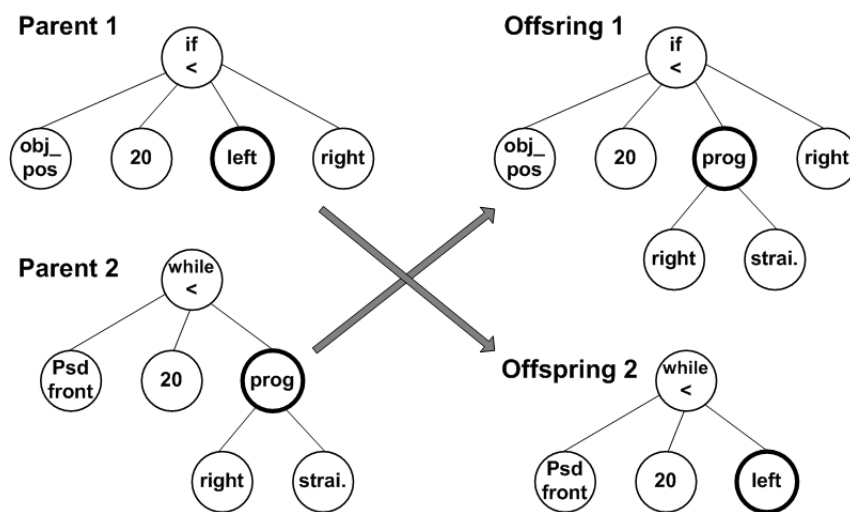 Parent 1
if
<
obj_
pos
20
left
right
Parent 2
while
<
Psd
front
20
prog
right
strai.
Offsring 1
if
<
obj_
pos
20
prog
right
right
strai.
Offspring 2
while
<
Psd
front
20
left